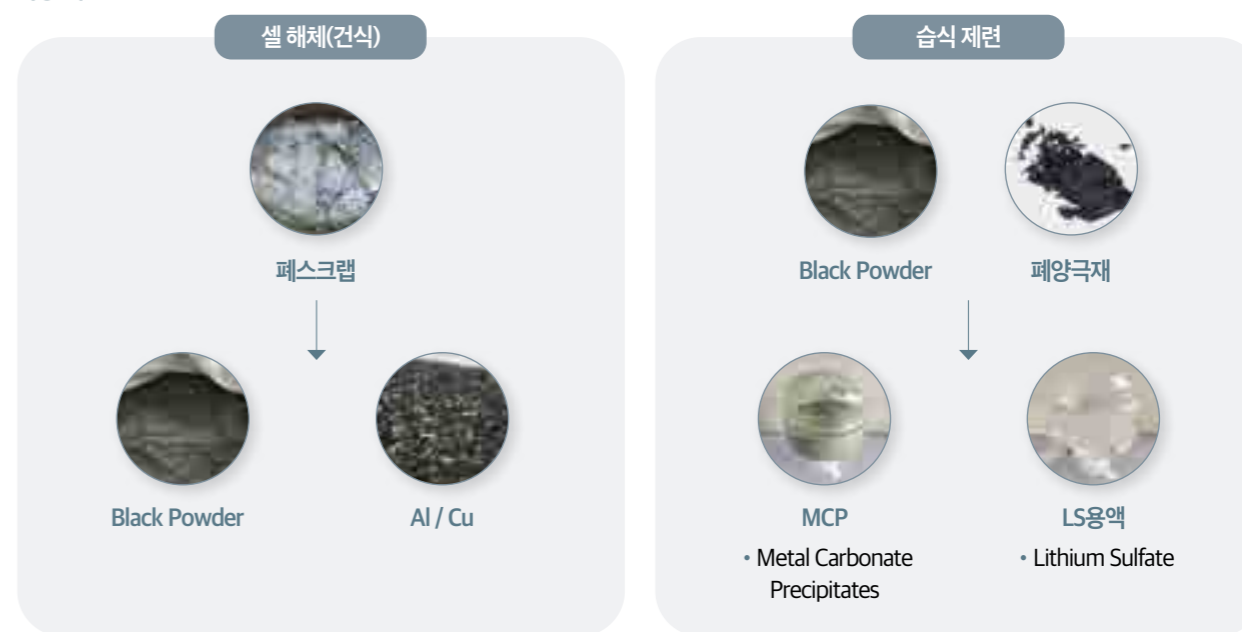 셀 해체(건식)
폐스크랩
Black Powder
Al / Cu
습식 제련
Black Powder
폐양극재
MCP
• Metal Carbonate
Precipitates
LS용액
• Lithium Sulfate